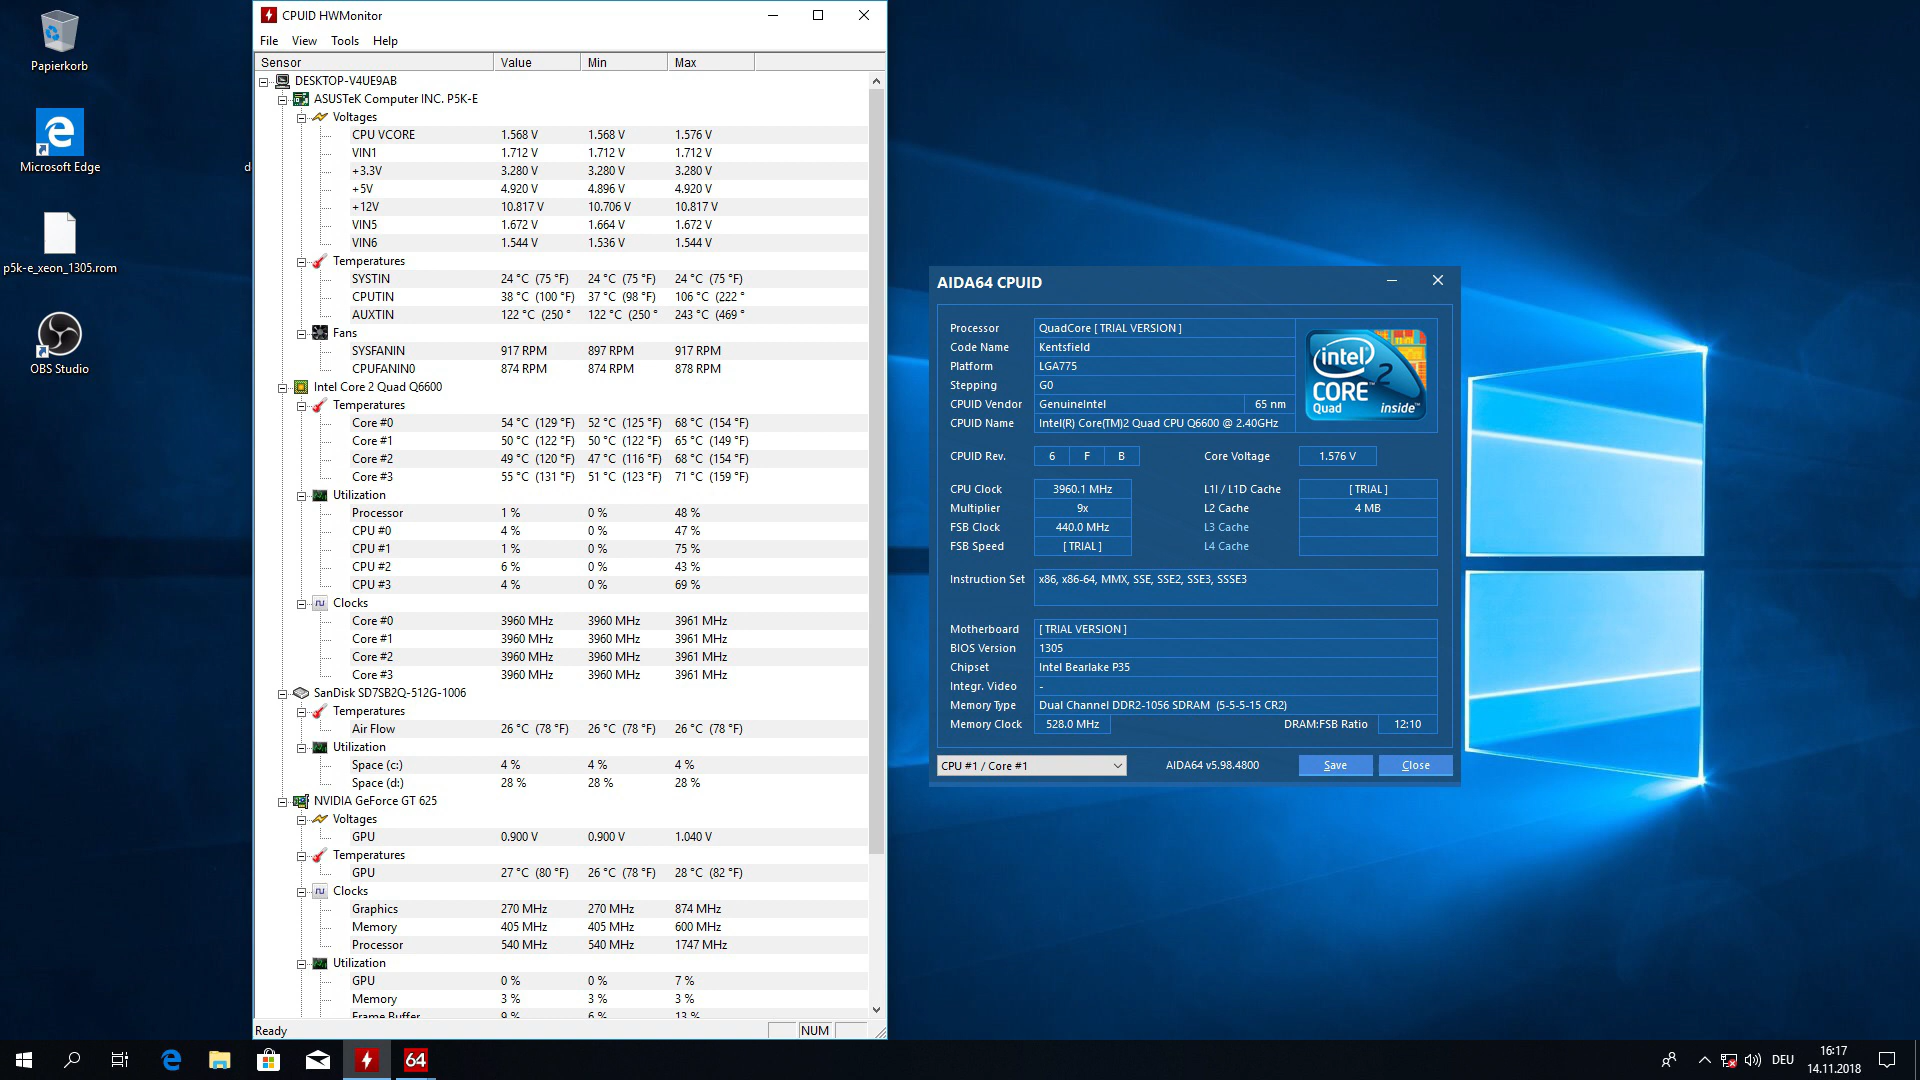 Papierkorb
Microsoft Edge
d
p5k-e_xeon_1305.rom
OBS Studio
CPUID HWMonitor
File View Tools Help
Sensor Value Min Max
DESKTOP-V4UE9AB
ASUSTeK Computer INC. P5K-E
Voltages
CPU VCORE 1.568 V 1.568 V 1.576 V
VIN1 1.712 V 1.712 V 1.712 V
+3.3V 3.280 V 3.280 V 3.280 V
+5V 4.920 V 4.896 V 4.920 V
+12V 10.817 V 10.706 V 10.817 V
VIN5 1.672 V 1.664 V 1.672 V
VIN6 1.544 V 1.536 V 1.544 V
Temperatures
SYSTIN 24 °C (75 °F) 24 °C (75 °F) 24 °C (75 °F)
CPUTIN 38 °C (100 °F) 37 °C (98 °F) 106 °C (222 °
AUXTIN 122 °C (250 ° 122 °C (250 ° 243 °C (469 °
Fans
SYSFANIN 917 RPM 897 RPM 917 RPM
CPUFANIN0 874 RPM 874 RPM 878 RPM
Intel Core 2 Quad Q6600
Temperatures
Core #0 54 °C (129 °F) 52 °C (125 °F) 68 °C (154 °F)
Core #1 50 °C (122 °F) 50 °C (122 °F) 65 °C (149 °F)
Core #2 49 °C (120 °F) 47 °C (116 °F) 68 °C (154 °F)
Core #3 55 °C (131 °F) 51 °C (123 °F) 71 °C (159 °F)
Utilization
Processor 1 % 0 % 48 %
CPU #0 4 % 0 % 47 %
CPU #1 1 % 0 % 75 %
CPU #2 6 % 0 % 43 %
CPU #3 4 % 0 % 69 %
Clocks
Core #0 3960 MHz 3960 MHz 3961 MHz
Core #1 3960 MHz 3960 MHz 3961 MHz
Core #2 3960 MHz 3960 MHz 3961 MHz
Core #3 3960 MHz 3960 MHz 3961 MHz
SanDisk SD7SB2Q-512G-1006
Temperatures
Air Flow 26 °C (78 °F) 26 °C (78 °F) 26 °C (78 °F)
Utilization
Space (c:) 4 % 4 % 4 %
Space (d:) 28 % 28 % 28 %
NVIDIA GeForce GT 625
Voltages
GPU 0.900 V 0.900 V 1.040 V
Temperatures
GPU 27 °C (80 °F) 26 °C (78 °F) 28 °C (82 °F)
Clocks
Graphics 270 MHz 270 MHz 874 MHz
Memory 405 MHz 405 MHz 600 MHz
Processor 540 MHz 540 MHz 1747 MHz
Utilization
GPU 0 % 0 % 7 %
Memory 3 % 3 % 3 %
Frame Buffer 9 % 6 % 13 %
Ready NUM
AIDA64 CPUID
Processor QuadCore [ TRIAL VERSION ]
Code Name Kentsfield
Platform LGA775
Stepping G0
CPUID Vendor GenuineIntel 65 nm
CPUID Name Intel(R) Core(TM)2 Quad CPU Q6600 @ 2.40GHz
intel CORE 2 Quad inside™
CPUID Rev. 6 F B Core Voltage 1.576 V
CPU Clock 3960.1 MHz L1I / L1D Cache [ TRIAL ]
Multiplier 9x L2 Cache 4 MB
FSB Clock 440.0 MHz L3 Cache
FSB Speed [ TRIAL ] L4 Cache
Instruction Set x86, x86-64, MMX, SSE, SSE2, SSE3, SSSE3
Motherboard [ TRIAL VERSION ]
BIOS Version 1305
Chipset Intel Bearlake P35
Integr. Video -
Memory Type Dual Channel DDR2-1056 SDRAM (5-5-5-15 CR2)
Memory Clock 528.0 MHz DRAM:FSB Ratio 12:10
CPU #1 / Core #1 AIDA64 v5.98.4800 Save Close
64
DEU
16:17
14.11.2018